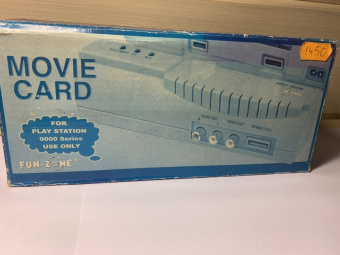 1450
MOVIE
CARD
FOR
PLAY STATION
9000 Series
USE ONLY
FUN-ZONE